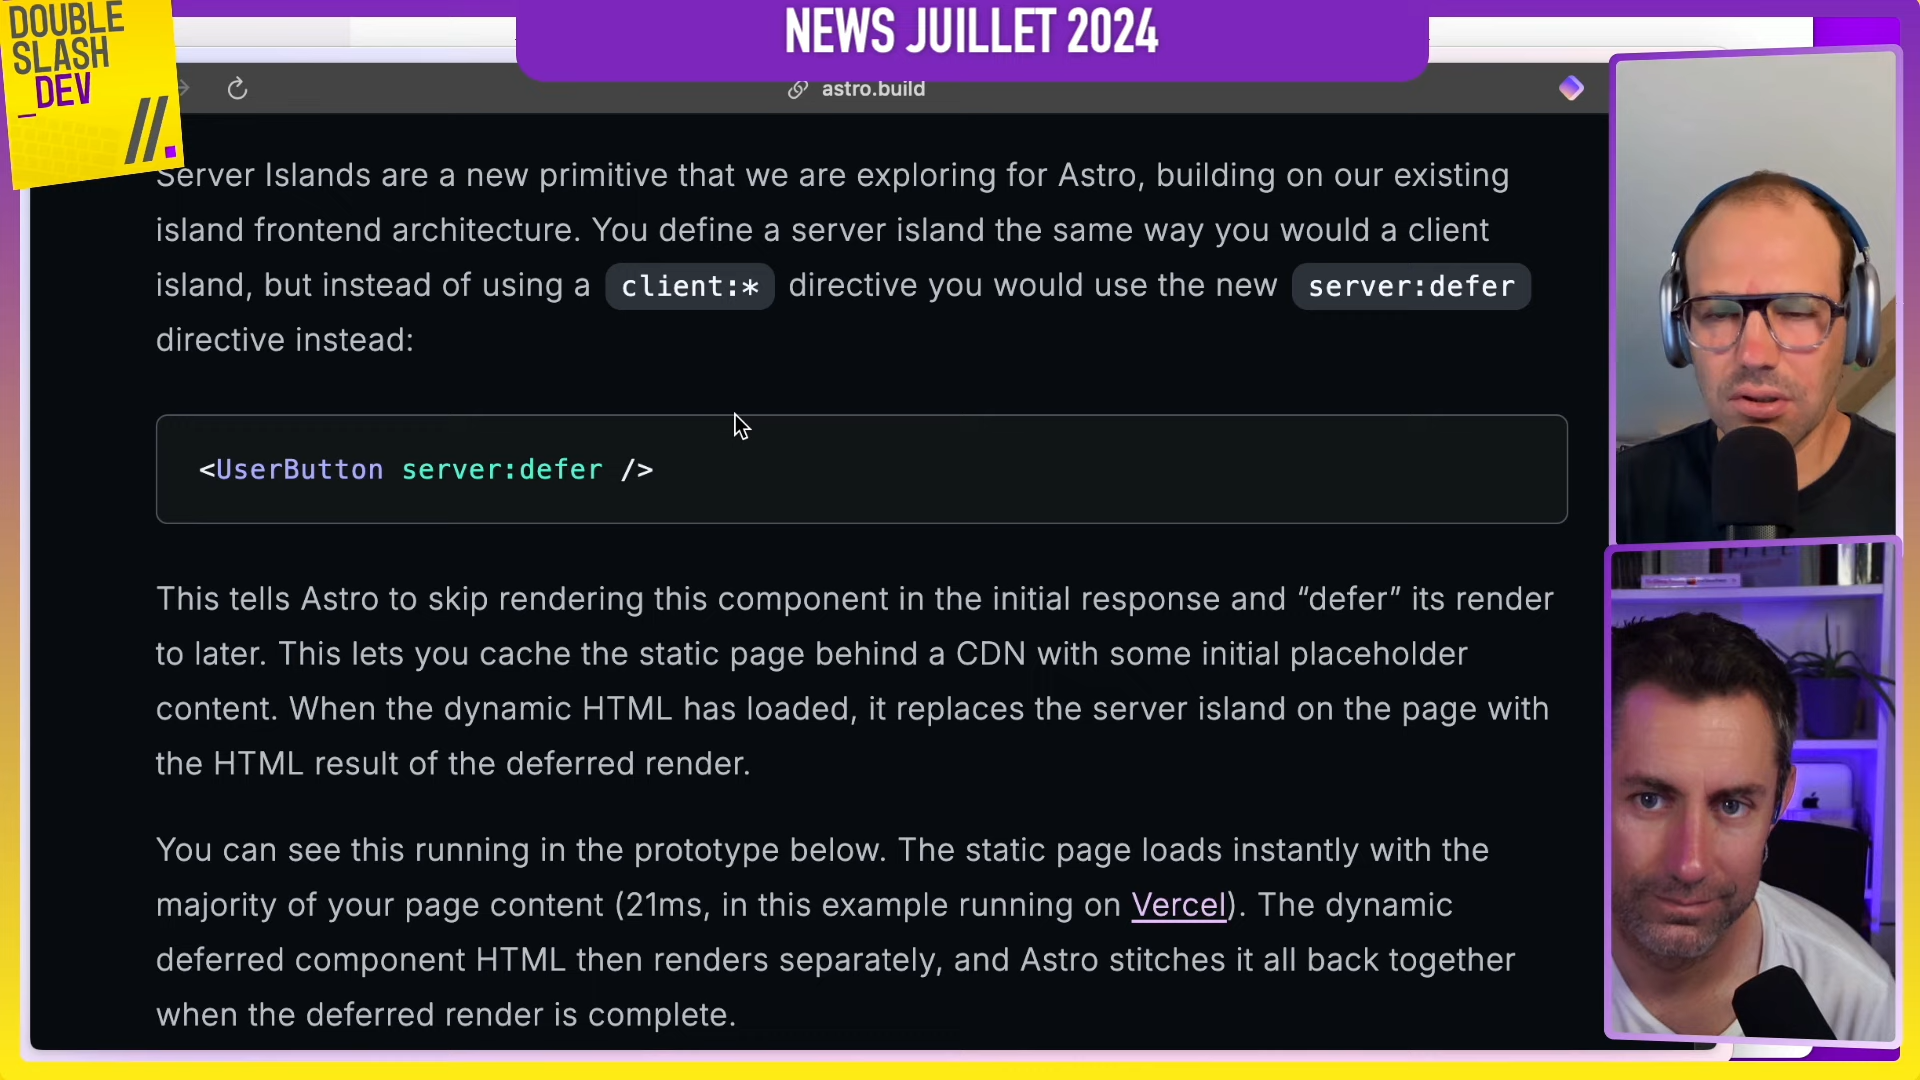 DOUBLE
SLASH
_DEV
//.
NEWS JUILLET 2024
astro.build
Server Islands are a new primitive that we are exploring for Astro, building on our existing
island frontend architecture. You define a server island the same way you would a client
island, but instead of using a client:* directive you would use the new server:defer
directive instead:
<UserButton server:defer />
This tells Astro to skip rendering this component in the initial response and “defer” its render
to later. This lets you cache the static page behind a CDN with some initial placeholder
content. When the dynamic HTML has loaded, it replaces the server island on the page with
the HTML result of the deferred render.
You can see this running in the prototype below. The static page loads instantly with the
majority of your page content (21ms, in this example running on Vercel). The dynamic
deferred component HTML then renders separately, and Astro stitches it all back together
when the deferred render is complete.